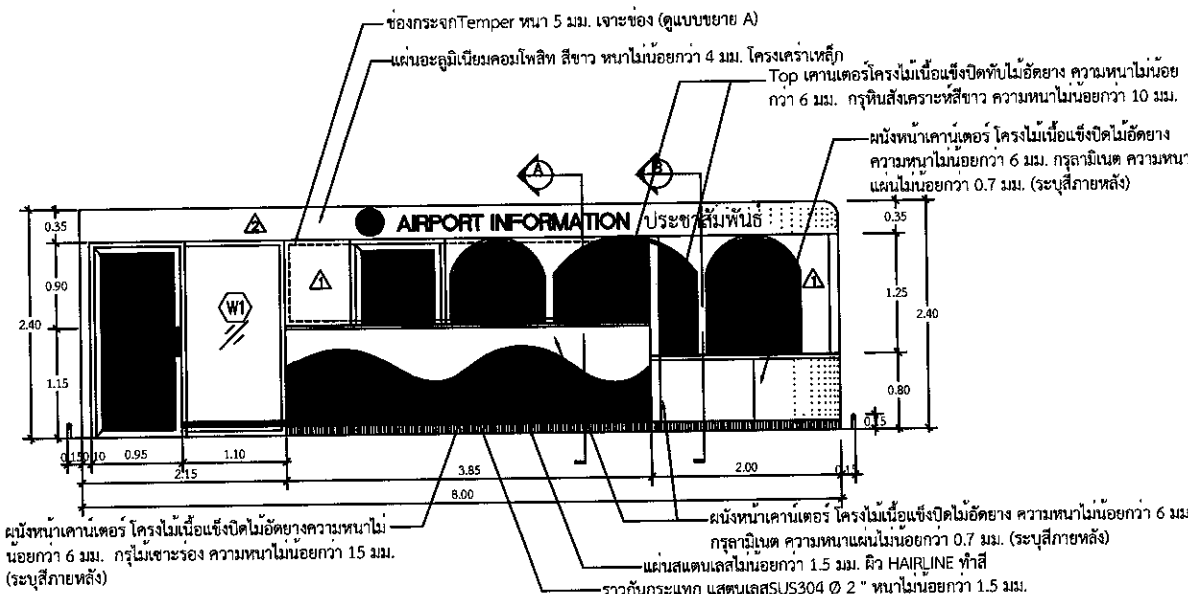 ช่องกระจกTemper หนา 5 มม. เจาะช่อง (ดูแบบขยาย A)
แผ่นอะลูมิเนียมคอมโพสิท สีขาว หนาไม่น้อยกว่า 4 มม. โครงเคร่าเหล็ก
Top เคานเตอร์โครงไม้เนื้อแข็งปิดทับไม้อัดยาง ความหนาไม่น้อย
กว่า 6 มม. กรุหินสังเคราะห์สีขาว ความหนาไม่น้อยกว่า 10 มม.
ผนังหน้าเคาน์เตอร์ โครงไม้เนื้อแข็งปิดไม้อัดยาง
ความหนาไม่น้อยกว่า 6 มม. กรุลามิเนต ความหนา
แผ่นไม่น้อยกว่า 0.7 มม. (ระบุสีภายหลัง)
A
B
AIRPORT INFORMATION ประชาสัมพันธ์
2
0.35
0.35
1
1
W1
0.90
1.25
2.40
2.40
1.15
0.80
0.15
0.15
0.10
0.95
1.10
3.85
2.00
0.15
2.15
8.00
ผนังหน้าเคาน์เตอร์ โครงไม้เนื้อแข็งปิดไม้อัดยางความหนาไม่
น้อยกว่า 6 มม. กรุไม้เซาะร่อง ความหนาไม่น้อยกว่า 15 มม.
(ระบุสีภายหลัง)
ผนังหน้าเคาน์เตอร์ โครงไม้เนื้อแข็งปิดไม้อัดยาง ความหนาไม่น้อยกว่า 6 มม
กรุลามิเนต ความหนาแผ่นไม่น้อยกว่า 0.7 มม. (ระบุสีภายหลัง)
แผ่นสแตนเลสไม่น้อยกว่า 1.5 มม. ผิว HAIRLINE ทำสี
ราวกันกระแทก แสตนเลสSUS304 Ø 2 " หนาไม่น้อยกว่า 1.5 มม.